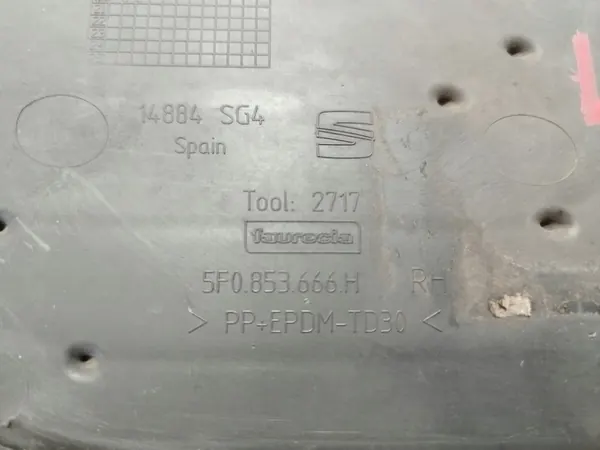 14884 SG4
Spain
Tool: 2717
faurecia
5F0.853.666.H RH
> PP+EPDM-TD30 <